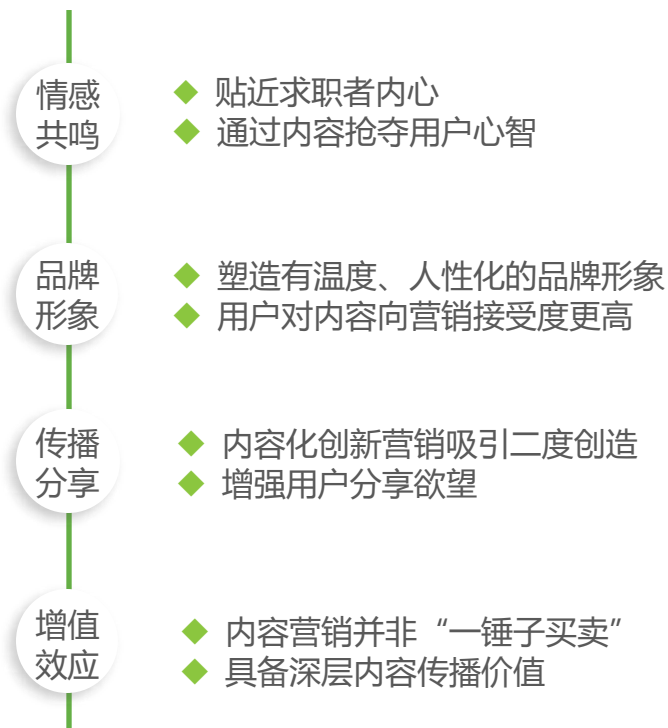 情感
共鸣
贴近求职者内心
通过内容抢夺用户心智
品牌
形象
塑造有温度、人性化的品牌形象
用户对内容向营销接受度更高
传播
分享
内容化创新营销吸引二度创造
增强用户分享欲望
增值
效应
内容营销并非“一锤子买卖”
具备深层内容传播价值